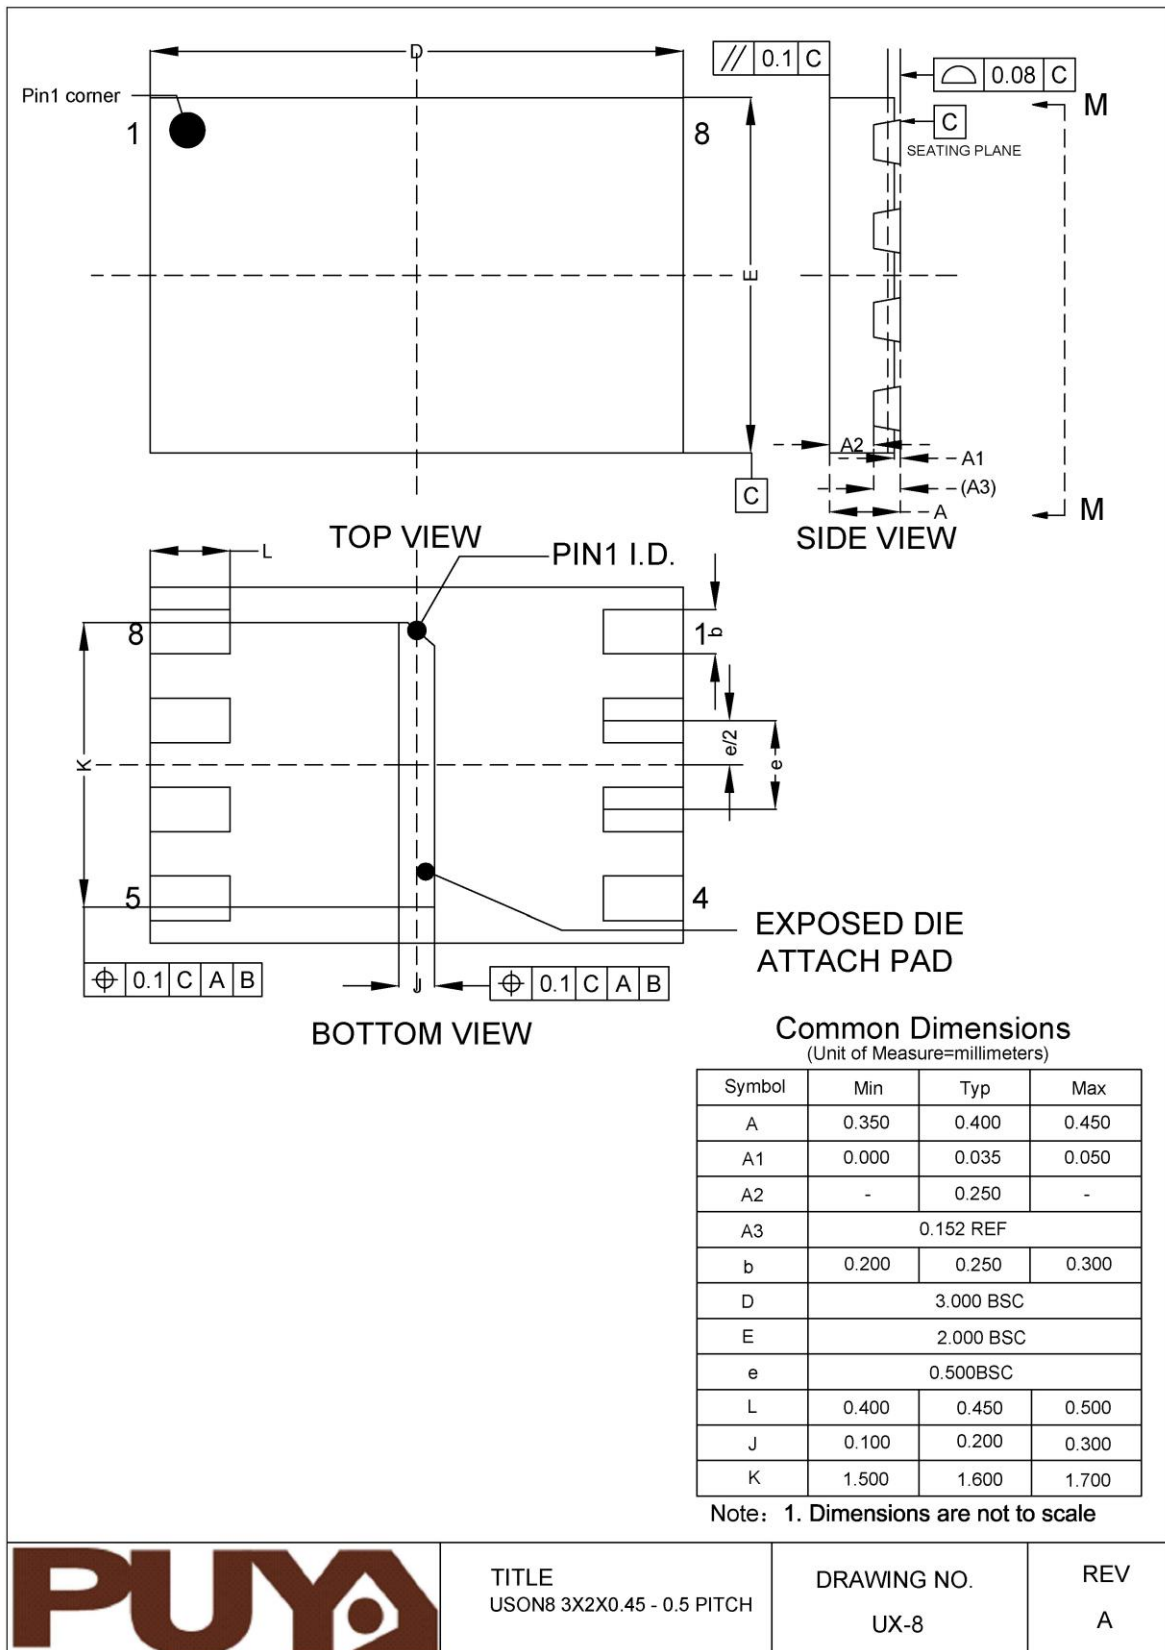 D
// 0.1 C
0.08 C
Pin1 corner
M
1
8
C
SEATING PLANE
E
A2
A1
(A3)
C
A
M
TOP VIEW
SIDE VIEW
L
PIN1 I.D.
8
1
b
e/2
K
e
5
4
EXPOSED DIE
ATTACH PAD
⌖ 0.1 C A B
J
⌖ 0.1 C A B
BOTTOM VIEW
Common Dimensions
(Unit of Measure=millimeters)
Symbol Min Typ Max
A 0.350 0.400 0.450
A1 0.000 0.035 0.050
A2 - 0.250 -
A3 0.152 REF
b 0.200 0.250 0.300
D 3.000 BSC
E 2.000 BSC
e 0.500BSC
L 0.400 0.450 0.500
J 0.100 0.200 0.300
K 1.500 1.600 1.700
Note: 1. Dimensions are not to scale
PUYA
TITLE
USON8 3X2X0.45 - 0.5 PITCH
DRAWING NO.
UX-8
REV
A